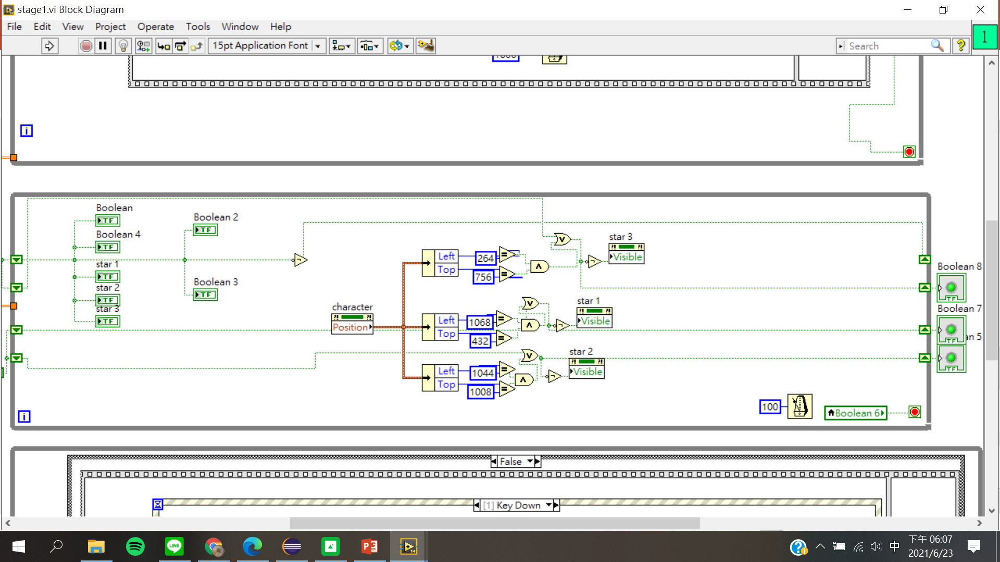 stage1.vi Block Diagram
File Edit View Project Operate Tools Window Help
15pt Application Font
Search
1
i
Boolean
TF
Boolean 2
TF
Boolean 4
TF
star 1
TF
star 2
TF
star 3
TF
Boolean 3
TF
character
Position
Left 264
Top 756
star 3
Visible
Left 1068
Top 432
star 1
Visible
Left 1044
Top 1008
star 2
Visible
Boolean 8
TF
Boolean 7
TF
an 5
TF
100
Boolean 6
i
False
[1] Key Down
LINE
14
中
下午 06:07
2021/6/23